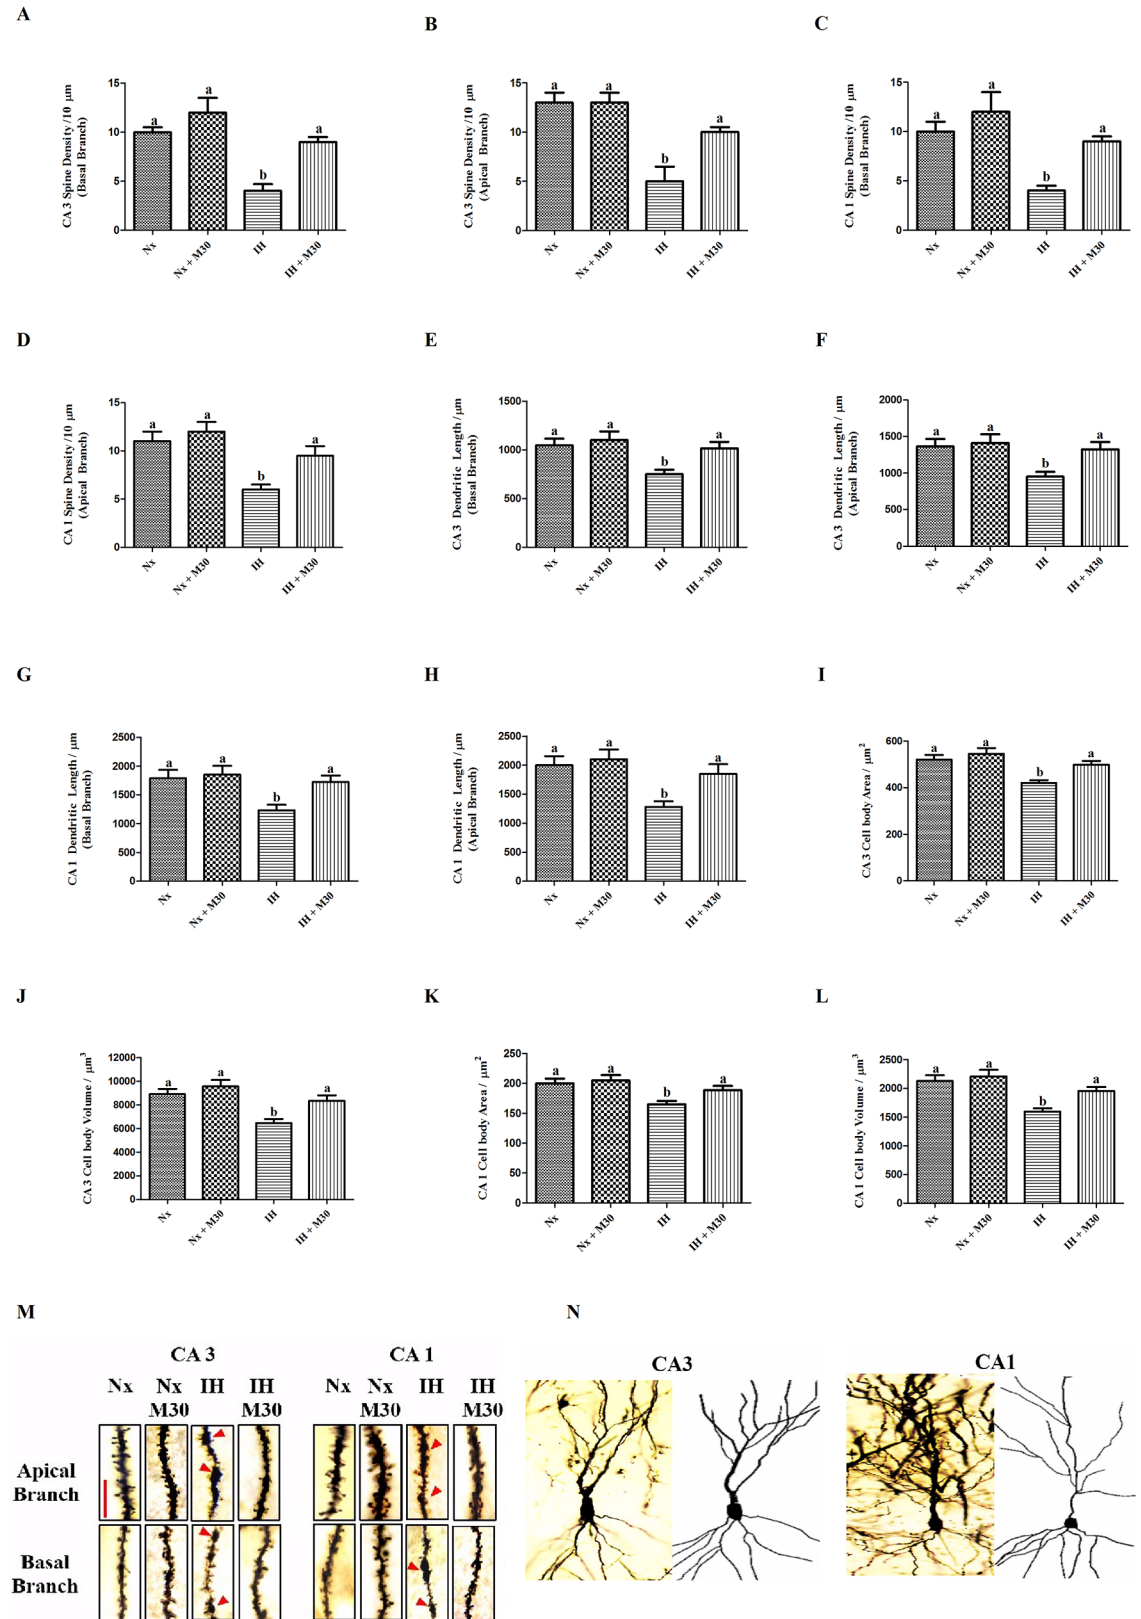 A
B
C
CA 3 Spine Density /10 μm
(Basal Branch)
15
10
5
0
a
a
b
a
Nx
Nx + M30
IH
IH + M30
CA 3 Spine Density /10 μm
(Apical Branch)
15
10
5
0
a
a
b
a
Nx
Nx + M30
IH
IH + M30
CA 1 Spine Density /10 μm
(Basal Branch)
15
10
5
0
a
a
b
a
Nx
Nx + M30
IH
IH + M30
D
E
F
CA 1 Spine Density /10 μm
(Apical Branch)
15
10
5
0
a
a
b
a
Nx
Nx + M30
IH
IH + M30
CA 3 Dendritic Length / μm
(Basal Branch)
1500
1000
500
0
a
a
b
a
Nx
Nx + M30
IH
IH + M30
CA 3 Dendritic Length / μm
(Apical Branch)
2000
1500
1000
500
0
a
a
b
a
Nx
Nx + M30
IH
IH + M30
G
H
I
CA 1 Dendritic Length / μm
(Basal Branch)
2500
2000
1500
1000
500
0
a
a
b
a
Nx
Nx + M30
IH
IH + M30
CA 1 Dendritic Length / μm
(Apical Branch)
2500
2000
1500
1000
500
0
a
a
b
a
Nx
Nx + M30
IH
IH + M30
CA 3 Cell body Area / μm²
600
400
200
0
a
a
b
a
Nx
Nx + M30
IH
IH + M30
J
K
L
CA 3 Cell body Volume / μm³
12000
10000
8000
6000
4000
2000
0
a
a
b
a
Nx
Nx + M30
IH
IH + M30
CA 1 Cell body Area / μm²
250
200
150
100
50
0
a
a
b
a
Nx
Nx + M30
IH
IH + M30
CA 1 Cell body Volume / μm³
2500
2000
1500
1000
500
0
a
a
b
a
Nx
Nx + M30
IH
IH + M30
M
N
CA 3
CA 1
Nx Nx IH IH
M30 M30
Nx Nx IH IH
M30 M30
Apical
Branch
Basal
Branch
CA3
CA1